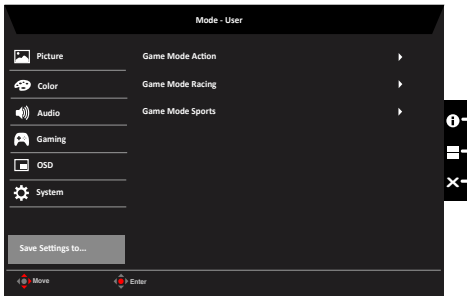 Mode - User
Picture
Game Mode Action
Color
Game Mode Racing
Audio
Game Mode Sports
Gaming
OSD
System
Save Settings to...
Move
Enter